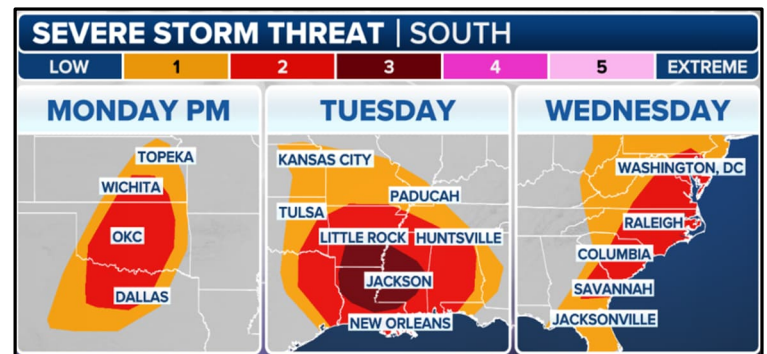 SEVERE STORM THREAT | SOUTH
LOW 1 2 3 4 5 EXTREME
MONDAY PM
TOPEKA
WICHITA
OKC
DALLAS
TUESDAY
KANSAS CITY
PADUCAH
TULSA
LITTLE ROCK HUNTSVILLE
JACKSON
NEW ORLEANS
WEDNESDAY
WASHINGTON, DC
RALEIGH
COLUMBIA
SAVANNAH
JACKSONVILLE